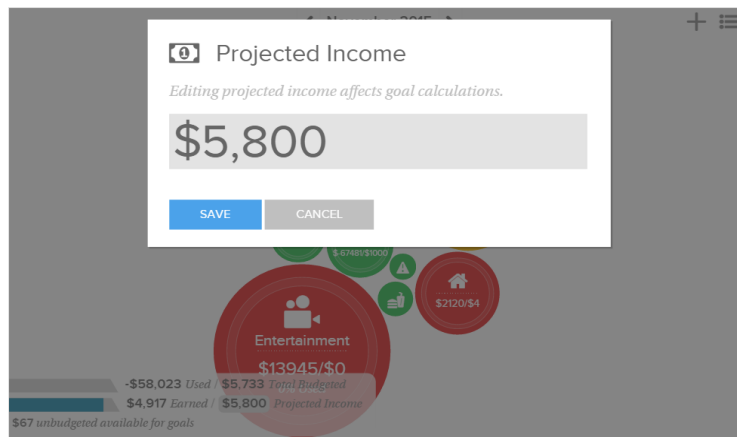 November 2015
Projected Income
Editing projected income affects goal calculations.
$5,800
SAVE
CANCEL
$-67481/$1000
$2120/$4
Entertainment
$13945/$0
-$58,023 Used / $5,733 Total Budgeted
$4,917 Earned / $5,800 Projected Income
$67 unbudgeted available for goals